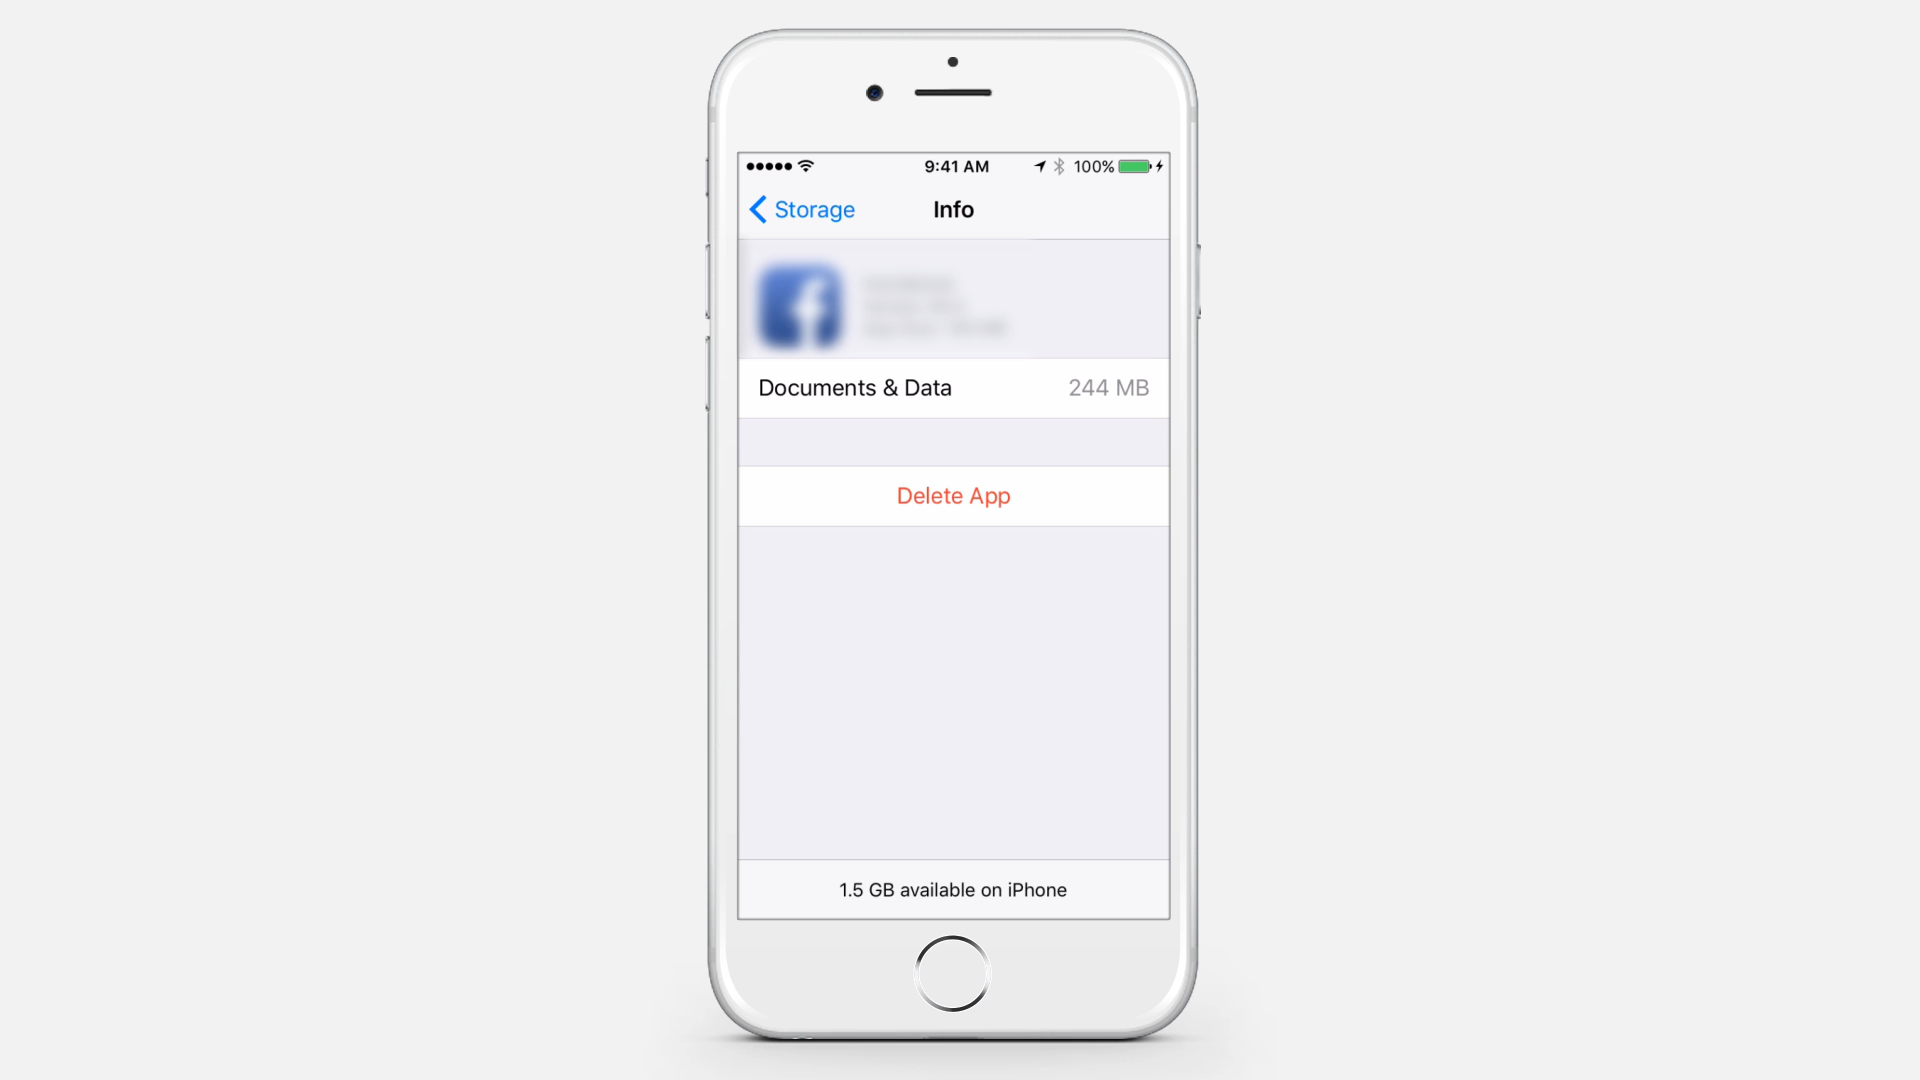 9:41 AM
100%
Storage
Info
Documents & Data
244 MB
Delete App
1.5 GB available on iPhone